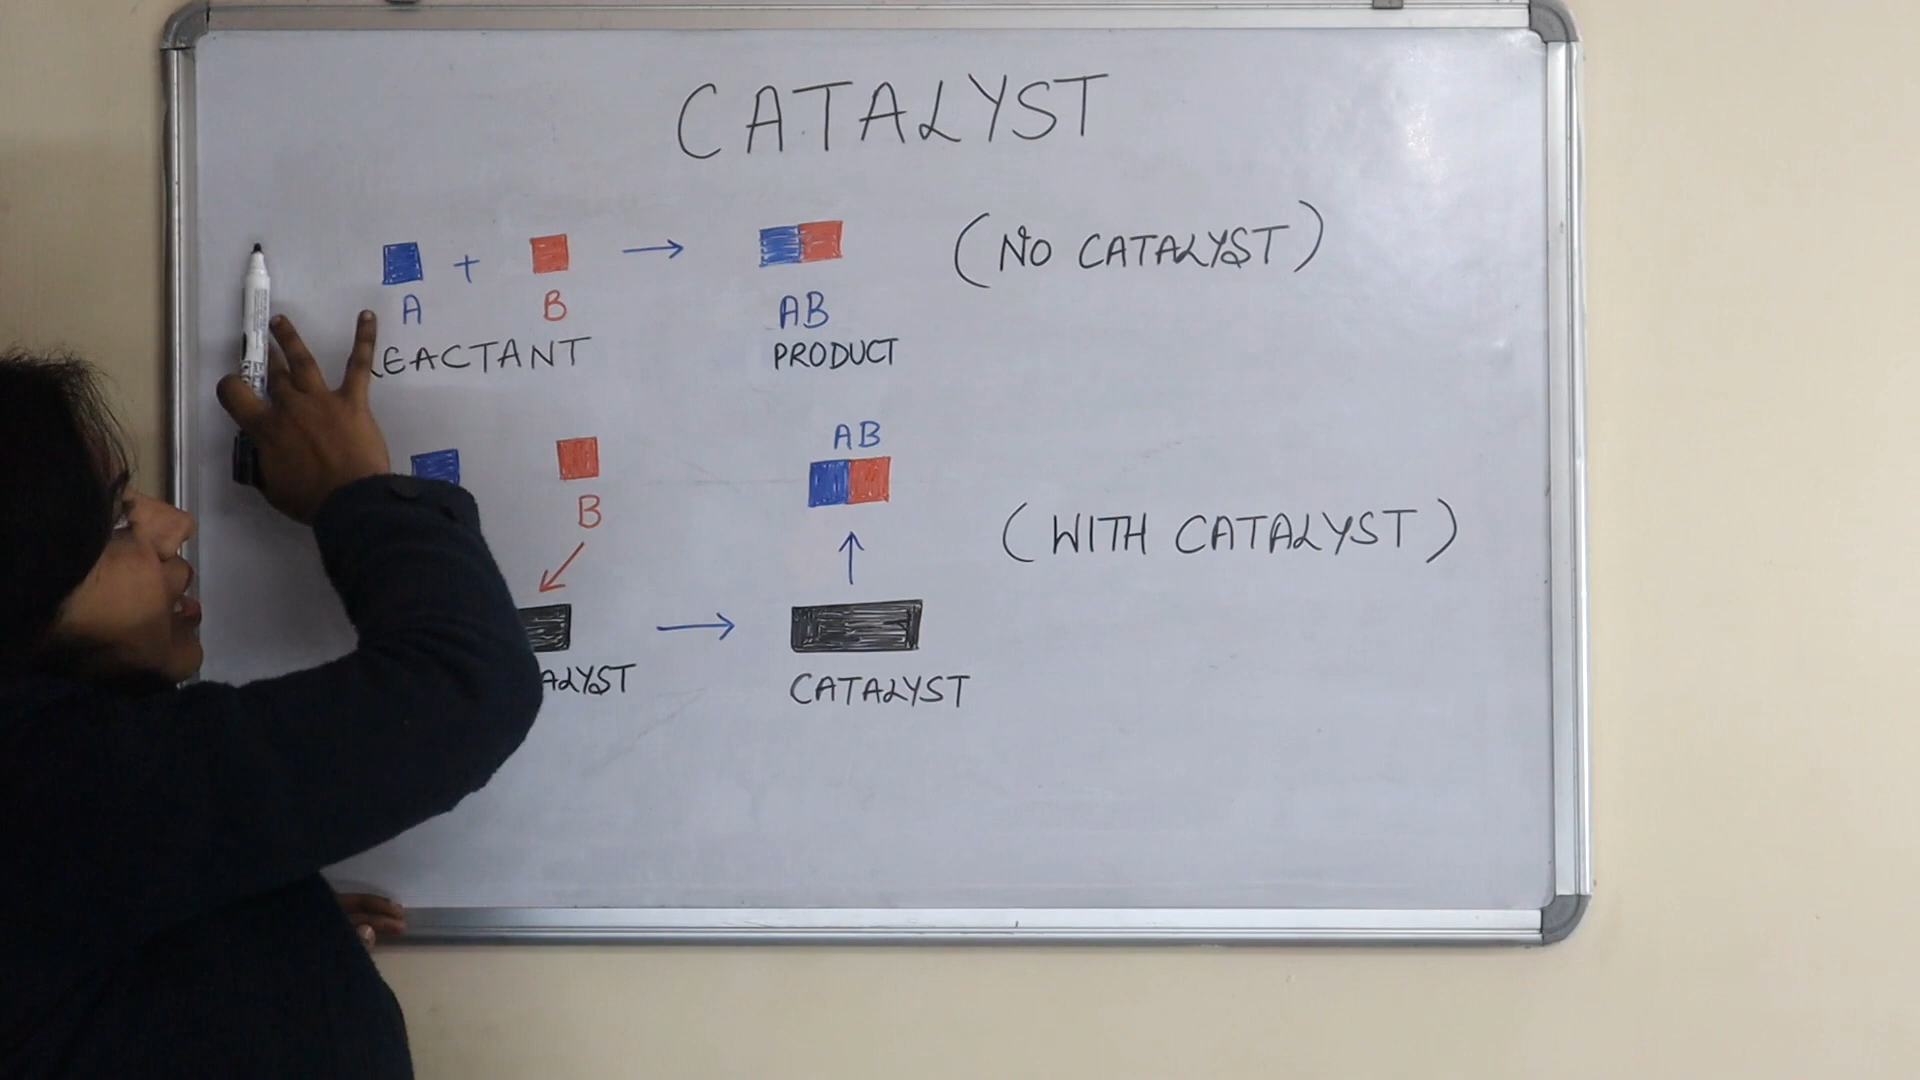 CATALYST
+ →
A B AB (NO CATALYST)
EACTANT PRODUCT
AB
B (WITH CATALYST)
→
ALYST CATALYST